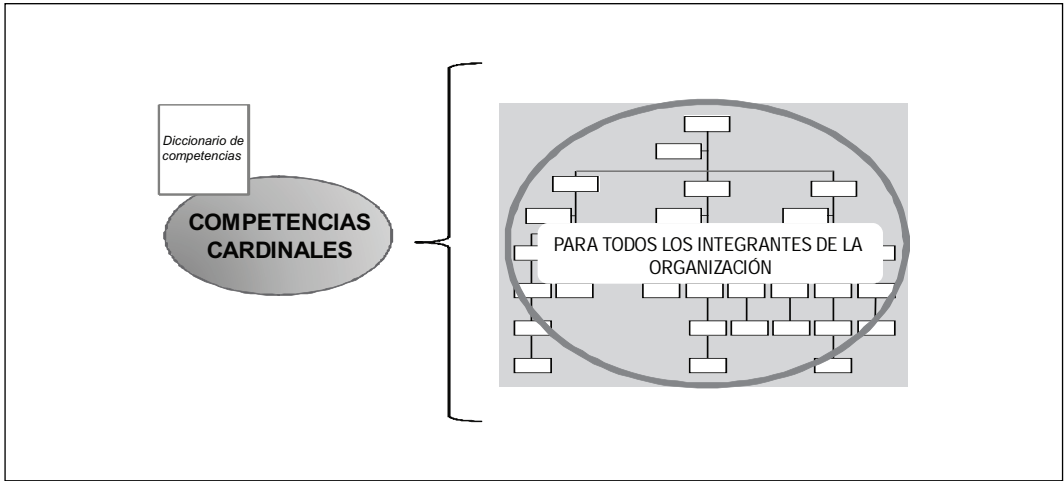 Diccionario de
competencias
COMPETENCIAS
CARDINALES
PARA TODOS LOS INTEGRANTES DE LA
ORGANIZACIÓN